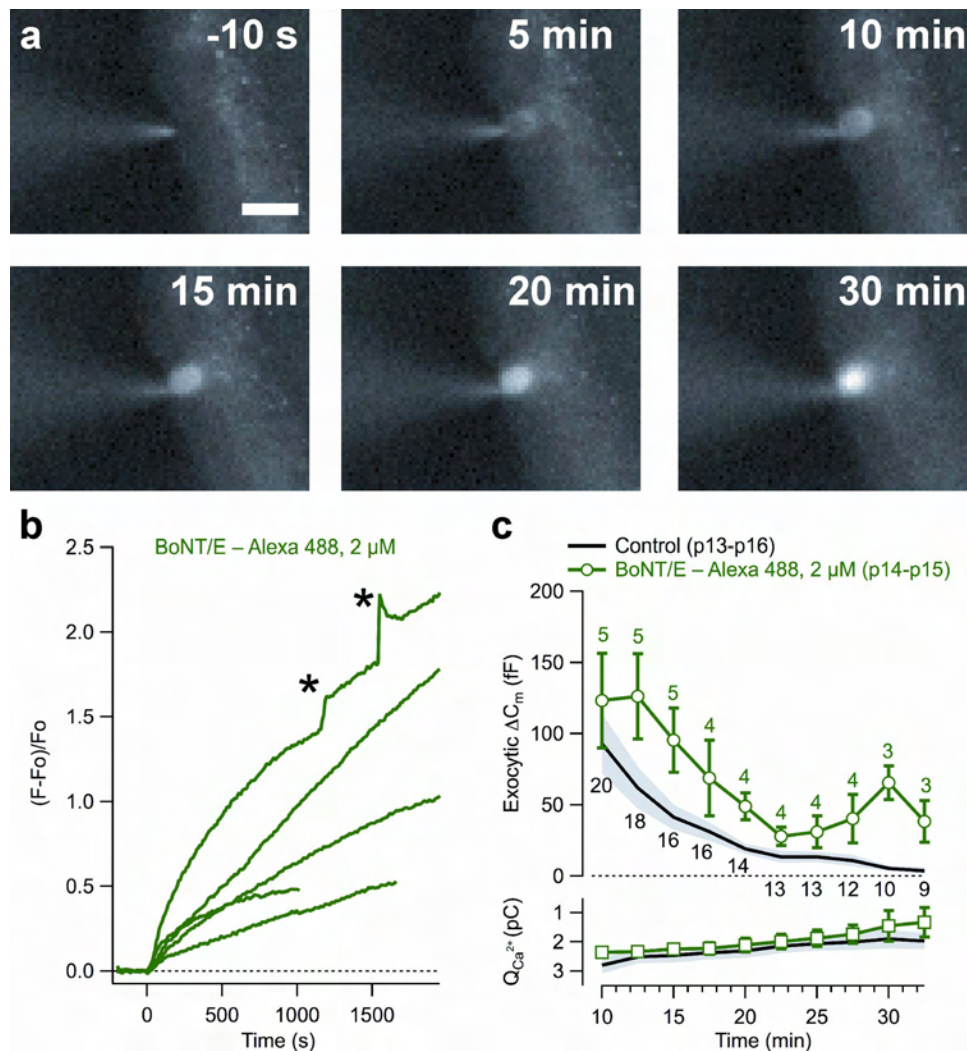 a
-10 s
5 min
10 min
15 min
20 min
30 min
b
BoNT/E – Alexa 488, 2 µM
2.5
2.0
1.5
1.0
0.5
0.0
(F-Fo)/Fo
*
*
0
500
1000
1500
Time (s)
c
Control (p13-p16)
BoNT/E – Alexa 488, 2 µM (p14-p15)
200
150
100
50
0
Exocytic ΔCm (fF)
5
5
5
4
4
4
4
4
3
3
20
18
16
16
14
13
13
12
10
9
1
2
3
QCa2+ (pC)
10
15
20
25
30
Time (min)